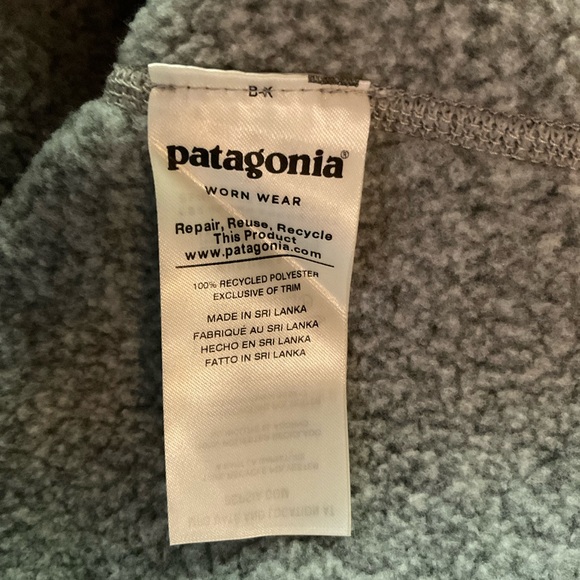 B-K
patagonia®
WORN WEAR
Repair, Reuse, Recycle
This Product
www.patagonia.com
100% RECYCLED POLYESTER
EXCLUSIVE OF TRIM
MADE IN SRI LANKA
FABRIQUÉ AU SRI LANKA
HECHO EN SRI LANKA
FATTO IN SRI LANKA